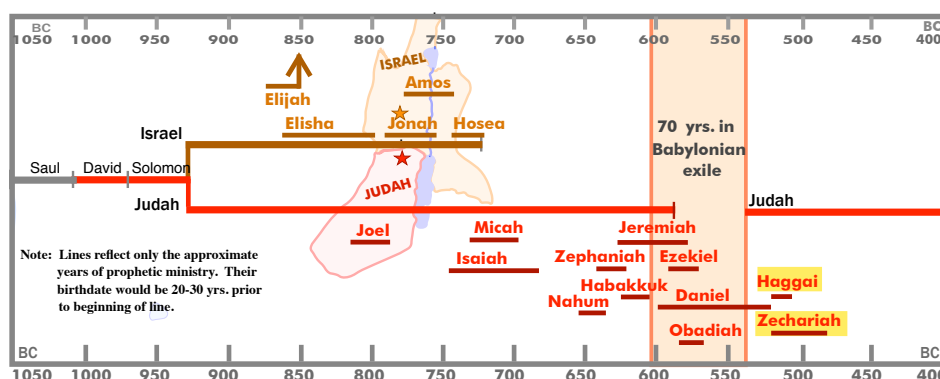 BC
BC
1050 1000 950 900 850 800 750 700 650 600 550 500 450 400
ISRAEL
Elijah
Amos
Elisha
Jonah
Hosea
Israel
70 yrs. in
Babylonian
exile
Saul
David
Solomon
JUDAH
Judah
Judah
Joel
Micah
Jeremiah
Isaiah
Zephaniah
Ezekiel
Habakkuk
Nahum
Daniel
Haggai
Obadiah
Zechariah
Note: Lines reflect only the approximate
years of prophetic ministry. Their
birthdate would be 20-30 yrs. prior
to beginning of line.
BC
BC
1050 1000 950 900 850 800 750 700 650 600 550 500 450 400